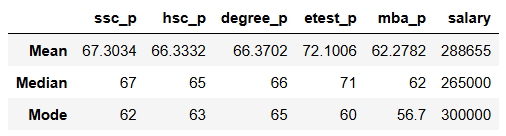 ssc_p hsc_p degree_p etest_p mba_p salary
Mean 67.3034 66.3332 66.3702 72.1006 62.2782 288655
Median 67 65 66 71 62 265000
Mode 62 63 65 60 56.7 300000